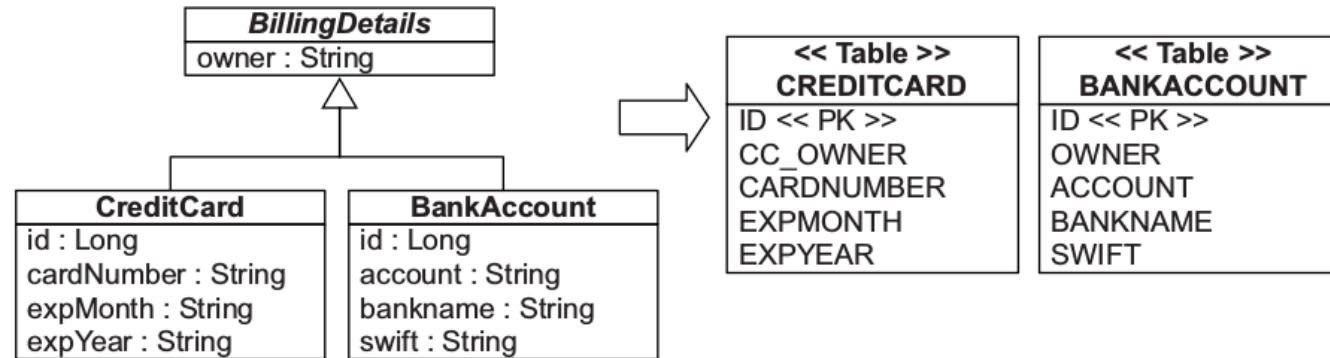 BillingDetails
owner : String
CreditCard
id : Long
cardNumber : String
expMonth : String
expYear : String
BankAccount
id : Long
account : String
bankname : String
swift : String
<< Table >>
CREDITCARD
ID << PK >>
CC_OWNER
CARDNUMBER
EXPMONTH
EXPYEAR
<< Table >>
BANKACCOUNT
ID << PK >>
OWNER
ACCOUNT
BANKNAME
SWIFT